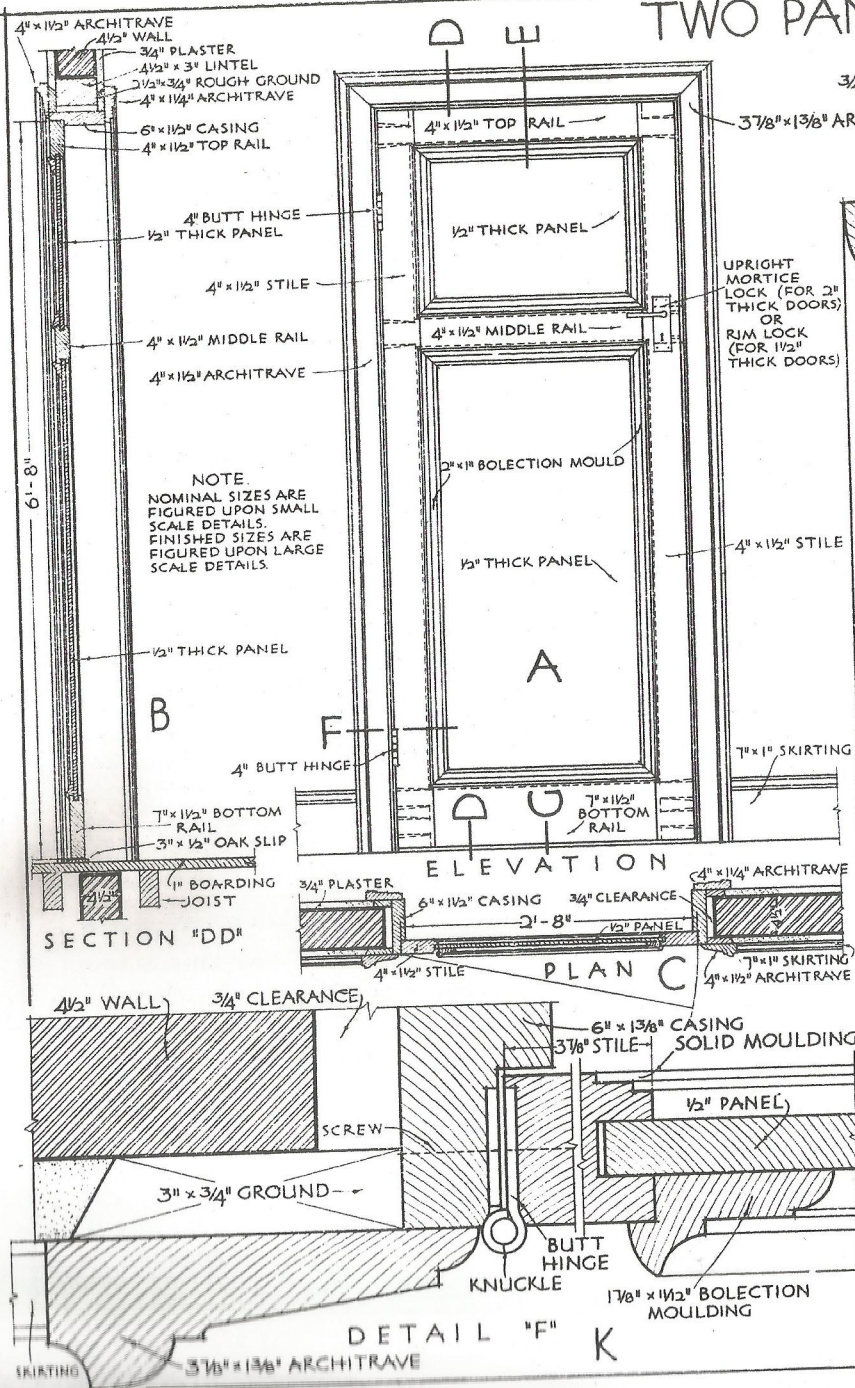 TWO PAN
4" x 1½" ARCHITRAVE
4½" WALL
3/4" PLASTER
4½" x 3" LINTEL
2½" x 3/4" ROUGH GROUND
4" x 1¼" ARCHITRAVE
6" x 1½" CASING
4" x 1½" TOP RAIL
4" BUTT HINGE
½" THICK PANEL
4" x 1½" STILE
4" x 1½" MIDDLE RAIL
4" x 1½" ARCHITRAVE
6'-8"
NOTE.
NOMINAL SIZES ARE
FIGURED UPON SMALL
SCALE DETAILS.
FINISHED SIZES ARE
FIGURED UPON LARGE
SCALE DETAILS.
½" THICK PANEL
B
4" BUTT HINGE
7" x 1½" BOTTOM
RAIL
3" x ½" OAK SLIP
1" BOARDING
JOIST
4½"
SECTION "DD"
D
E
4" x 1½" TOP RAIL
3
3⅞" x 1⅜" AR
½" THICK PANEL
UPRIGHT
MORTICE
LOCK (FOR 2"
THICK DOORS)
OR
RIM LOCK
(FOR 1½"
THICK DOORS)
4" x 1½" MIDDLE RAIL
2" x 1" BOLECTION MOULD
4" x 1½" STILE
½" THICK PANEL
A
F
7" x 1" SKIRTING
D
G
7" x 1½"
BOTTOM
RAIL
ELEVATION
3/4" PLASTER
6" x 1½" CASING
3/4" CLEARANCE
4" x 1¼" ARCHITRAVE
2'-8"
½" PANEL
4½"
4" x 1½" STILE
PLAN C
7" x 1" SKIRTING
4" x 1½" ARCHITRAVE
4½" WALL
3/4" CLEARANCE
6" x 1⅜" CASING
3⅞" STILE
SOLID MOULDING
½" PANEL
SCREW
3" x 3/4" GROUND
BUTT
HINGE
KNUCKLE
1⅞" x 1½" BOLECTION
MOULDING
DETAIL "F"
K
SKIRTING
3⅞" x 1⅜" ARCHITRAVE